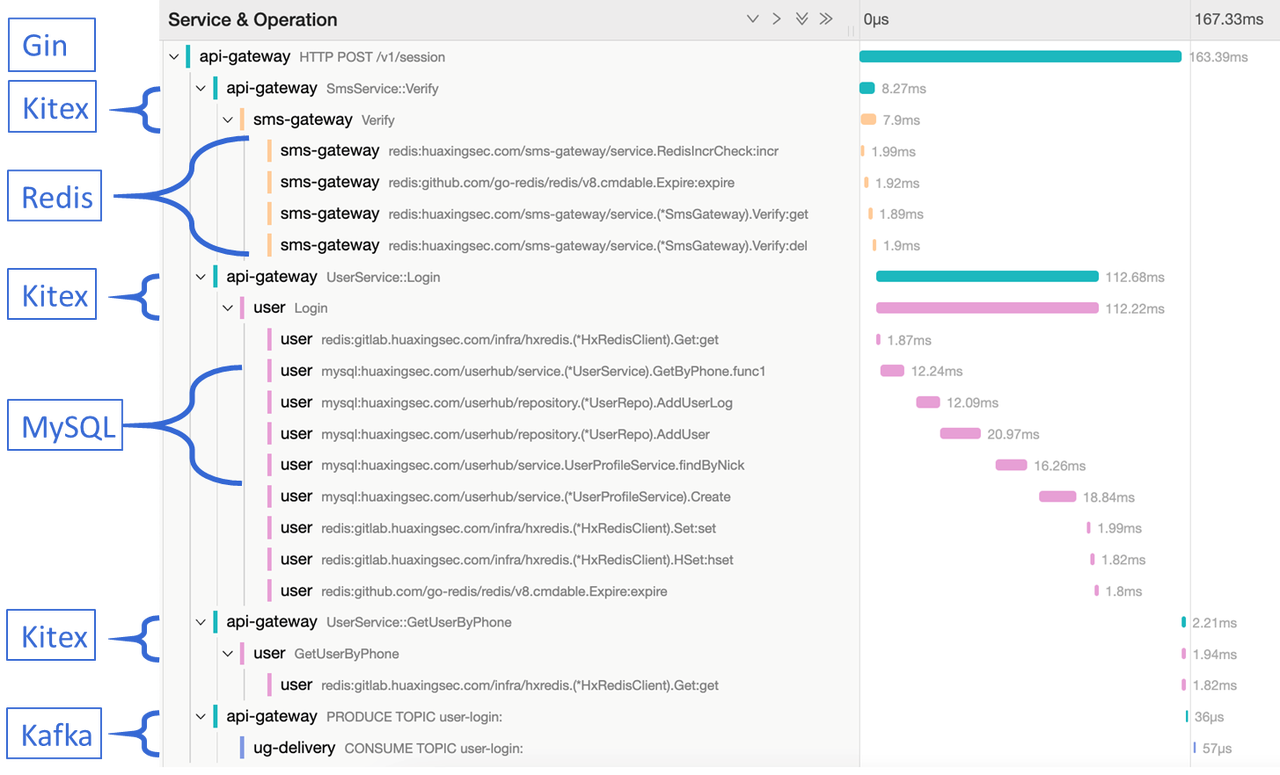 Service & Operation 0µs 167.33ms
Gin
api-gateway HTTP POST /v1/session 163.39ms
api-gateway SmsService::Verify 8.27ms
Kitex
sms-gateway Verify 7.9ms
sms-gateway redis:huaxingsec.com/sms-gateway/service.RedisIncrCheck:incr 1.99ms
sms-gateway redis:github.com/go-redis/redis/v8.cmdable.Expire:expire 1.92ms
Redis
sms-gateway redis:huaxingsec.com/sms-gateway/service.(*SmsGateway).Verify:get 1.89ms
sms-gateway redis:huaxingsec.com/sms-gateway/service.(*SmsGateway).Verify:del 1.9ms
api-gateway UserService::Login 112.68ms
Kitex
user Login 112.22ms
user redis:gitlab.huaxingsec.com/infra/hxredis.(*HxRedisClient).Get:get 1.87ms
user mysql:huaxingsec.com/userhub/service.(*UserService).GetByPhone.func1 12.24ms
user mysql:huaxingsec.com/userhub/repository.(*UserRepo).AddUserLog 12.09ms
MySQL
user mysql:huaxingsec.com/userhub/repository.(*UserRepo).AddUser 20.97ms
user mysql:huaxingsec.com/userhub/service.UserProfileService.findByNick 16.26ms
user mysql:huaxingsec.com/userhub/service.(*UserProfileService).Create 18.84ms
user redis:gitlab.huaxingsec.com/infra/hxredis.(*HxRedisClient).Set:set 1.99ms
user redis:gitlab.huaxingsec.com/infra/hxredis.(*HxRedisClient).HSet:hset 1.82ms
user redis:github.com/go-redis/redis/v8.cmdable.Expire:expire 1.8ms
api-gateway UserService::GetUserByPhone 2.21ms
Kitex
user GetUserByPhone 1.94ms
user redis:gitlab.huaxingsec.com/infra/hxredis.(*HxRedisClient).Get:get 1.82ms
api-gateway PRODUCE TOPIC user-login: 36µs
Kafka
ug-delivery CONSUME TOPIC user-login: 57µs